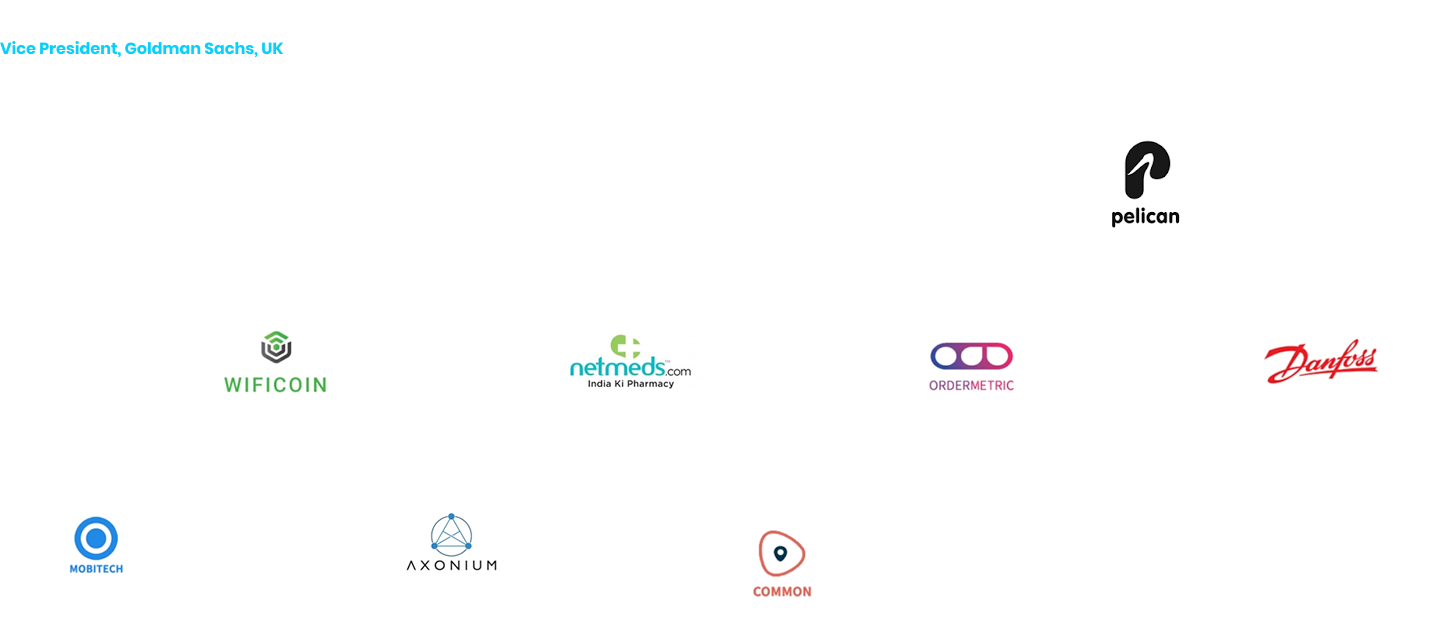 Vice President, Goldman Sachs, UK
pelican
WIFICOIN
netmeds.com
India Ki Pharmacy
ORDERMETRIC
Danfoss
MOBITECH
AXONIUM
COMMON